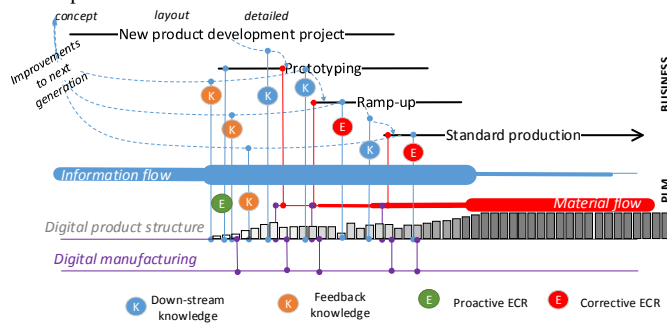 concept layout detailed
New product development project
Improvements
to next
generation
Prototyping
BUSINESS
K K K
Ramp-up
K E
K E
Standard production
Information flow
PLM
E K
Material flow
Digital product structure
Digital manufacturing
K Down-stream
knowledge
K Feedback
knowledge
E Proactive ECR
E Corrective ECR